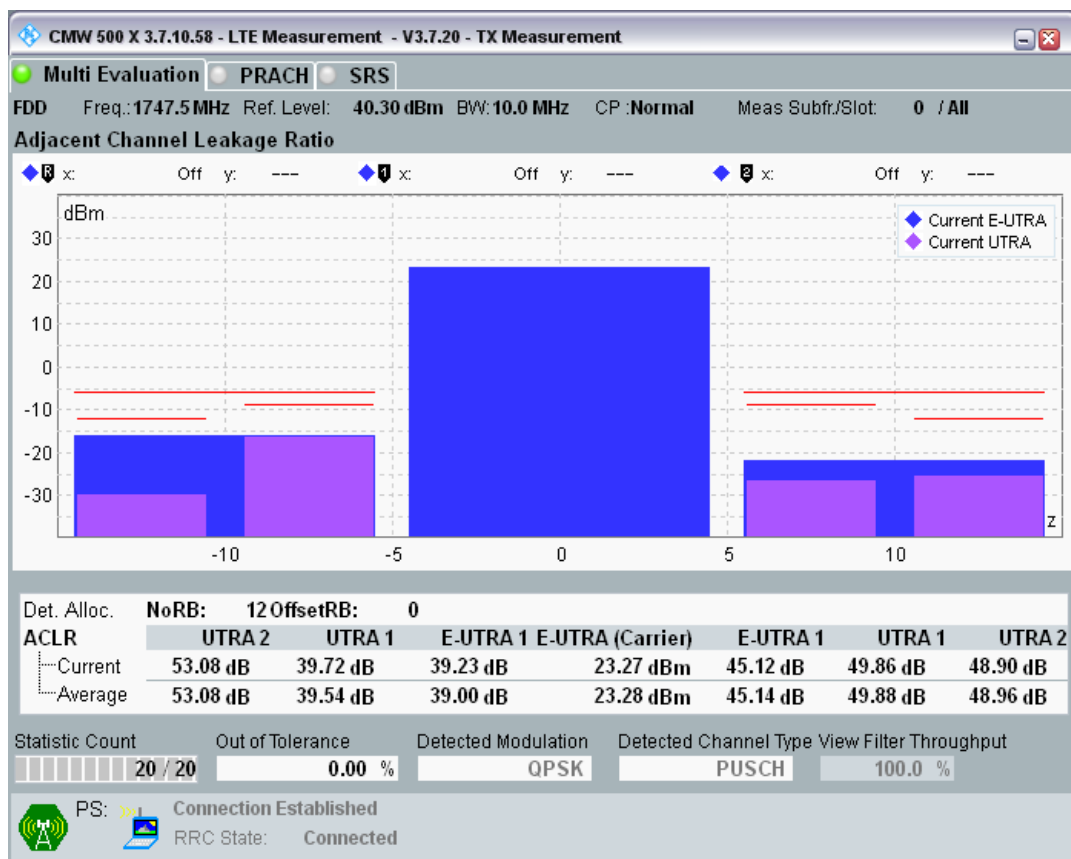 CMW 500 X 3.7.10.58 - LTE Measurement - V3.7.20 - TX Measurement
Multi Evaluation PRACH SRS
FDD Freq.: 1747.5 MHz Ref. Level: 40.30 dBm BW: 10.0 MHz CP : Normal Meas Subfr./Slot: 0 / All
Adjacent Channel Leakage Ratio
R x: Off y: --- 1 x: Off y: --- 2 x: Off y: ---
dBm
Current E-UTRA
Current UTRA
30
20
10
0
-10
-20
-30
z
-10 -5 0 5 10
Det. Alloc. NoRB: 12 OffsetRB: 0
ACLR UTRA 2 UTRA 1 E-UTRA 1 E-UTRA (Carrier) E-UTRA 1 UTRA 1 UTRA 2
Current 53.08 dB 39.72 dB 39.23 dB 23.27 dBm 45.12 dB 49.86 dB 48.90 dB
Average 53.08 dB 39.54 dB 39.00 dB 23.28 dBm 45.14 dB 49.88 dB 48.96 dB
Statistic Count Out of Tolerance Detected Modulation Detected Channel Type View Filter Throughput
20 / 20 0.00 % QPSK PUSCH 100.0 %
PS: Connection Established
RRC State: Connected